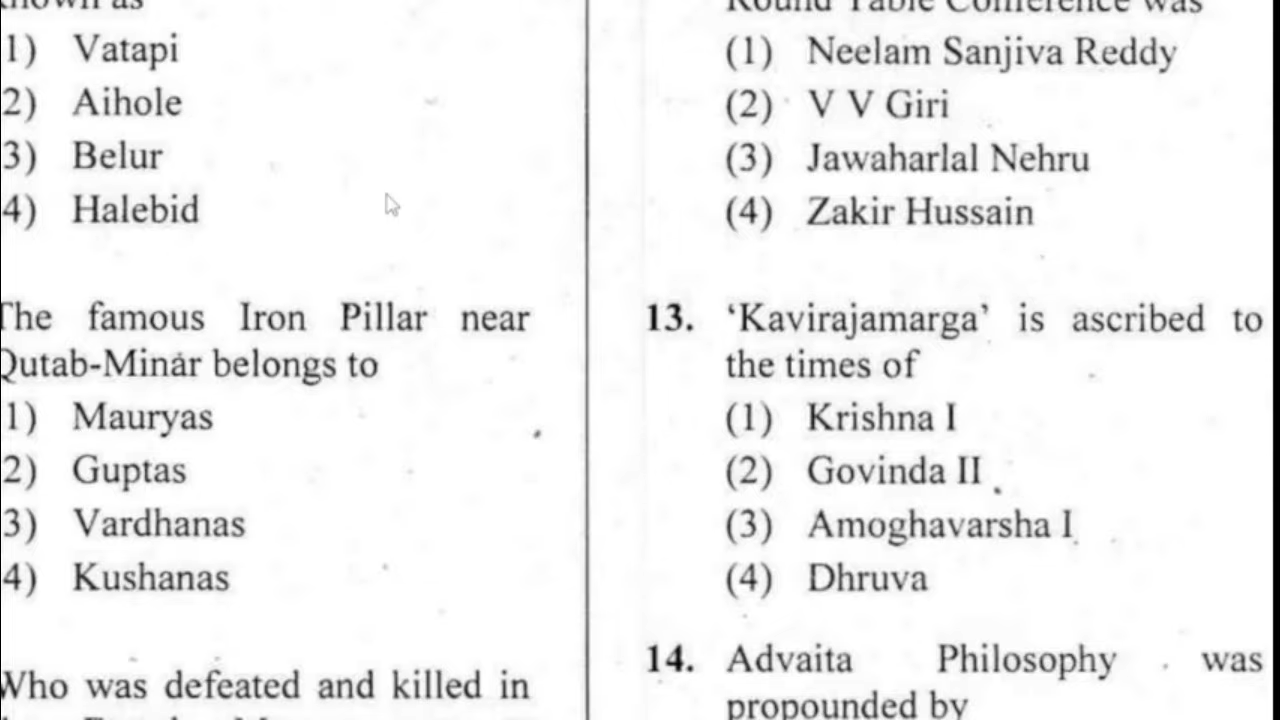 known as
1) Vatapi
2) Aihole
3) Belur
4) Halebid
The famous Iron Pillar near
Qutab-Minar belongs to
1) Mauryas
2) Guptas
3) Vardhanas
4) Kushanas
Who was defeated and killed in
Round Table Conference was
(1) Neelam Sanjiva Reddy
(2) V V Giri
(3) Jawaharlal Nehru
(4) Zakir Hussain
13. ‘Kavirajamarga’ is ascribed to
the times of
(1) Krishna I
(2) Govinda II
(3) Amoghavarsha I
(4) Dhruva
14. Advaita Philosophy was
propounded by